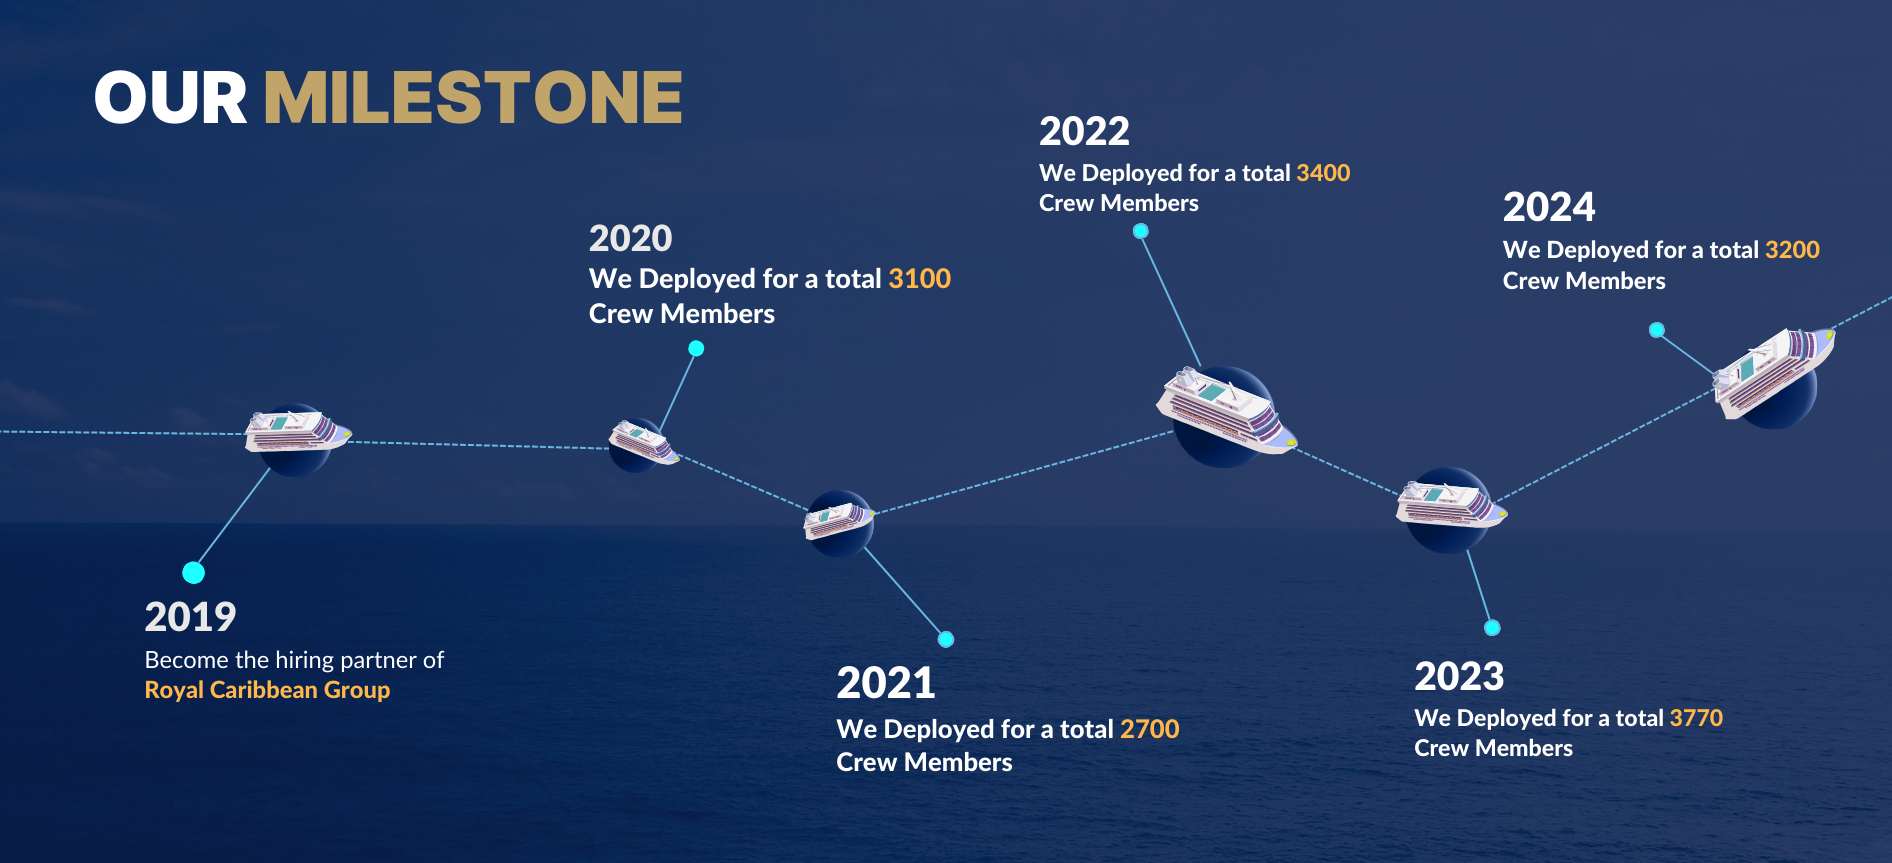 OUR MILESTONE
2019
Become the hiring partner of
Royal Caribbean Group
2020
We Deployed for a total 3100
Crew Members
2021
We Deployed for a total 2700
Crew Members
2022
We Deployed for a total 3400
Crew Members
2023
We Deployed for a total 3770
Crew Members
2024
We Deployed for a total 3200
Crew Members